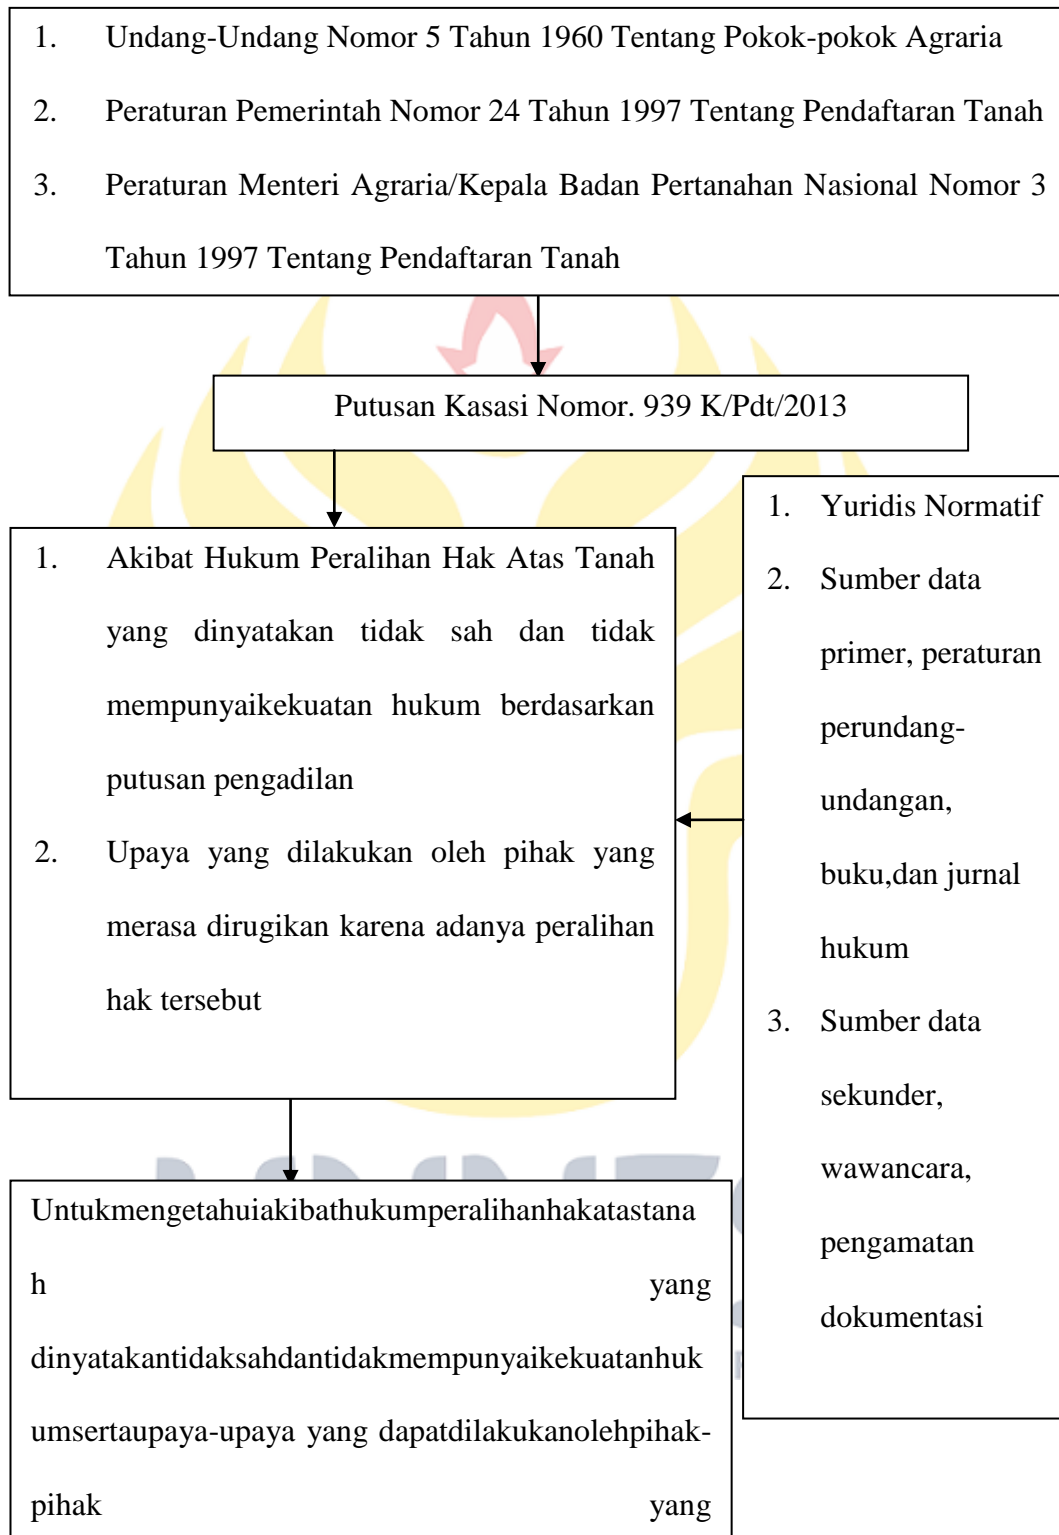 1. Undang-Undang Nomor 5 Tahun 1960 Tentang Pokok-pokok Agraria
2. Peraturan Pemerintah Nomor 24 Tahun 1997 Tentang Pendaftaran Tanah
3. Peraturan Menteri Agraria/Kepala Badan Pertanahan Nasional Nomor 3
Tahun 1997 Tentang Pendaftaran Tanah
Putusan Kasasi Nomor. 939 K/Pdt/2013
1. Akibat Hukum Peralihan Hak Atas Tanah
yang dinyatakan tidak sah dan tidak
mempunyaikekuatan hukum berdasarkan
putusan pengadilan
2. Upaya yang dilakukan oleh pihak yang
merasa dirugikan karena adanya peralihan
hak tersebut
1. Yuridis Normatif
2. Sumber data
primer, peraturan
perundang-
undangan,
buku,dan jurnal
hukum
3. Sumber data
sekunder,
wawancara,
pengamatan
dokumentasi
Untukmengetahuiakibathukumperalihanhakatastana
h yang
dinyatakantidaksahdantidakmempunyaikekuatanhuk
umsertaupaya-upaya yang dapatdilakukanolehpihak-
pihak yang